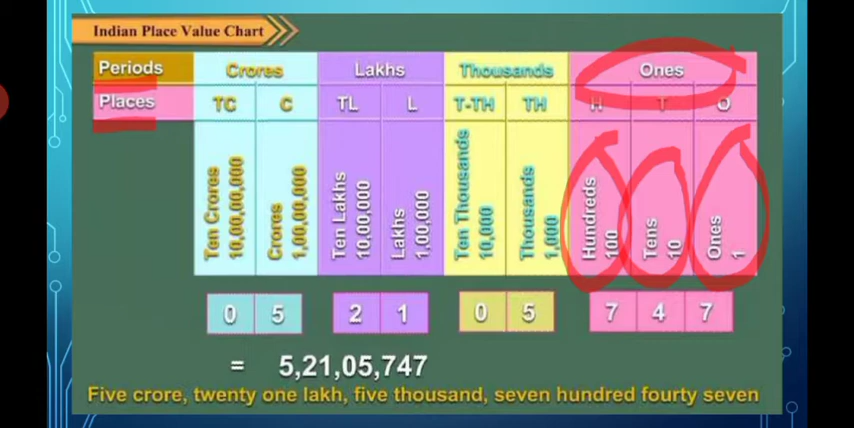 Indian Place Value Chart
Periods Crores Lakhs Thousands Ones
Places TC C TL L T-TH TH H T O
Ten Crores 10,00,00,000
Crores 1,00,00,000
Ten Lakhs 10,00,000
Lakhs 1,00,000
Ten Thousands 10,000
Thousands 1,000
Hundreds 100
Tens 10
Ones 1
0 5 2 1 0 5 7 4 7
= 5,21,05,747
Five crore, twenty one lakh, five thousand, seven hundred fourty seven